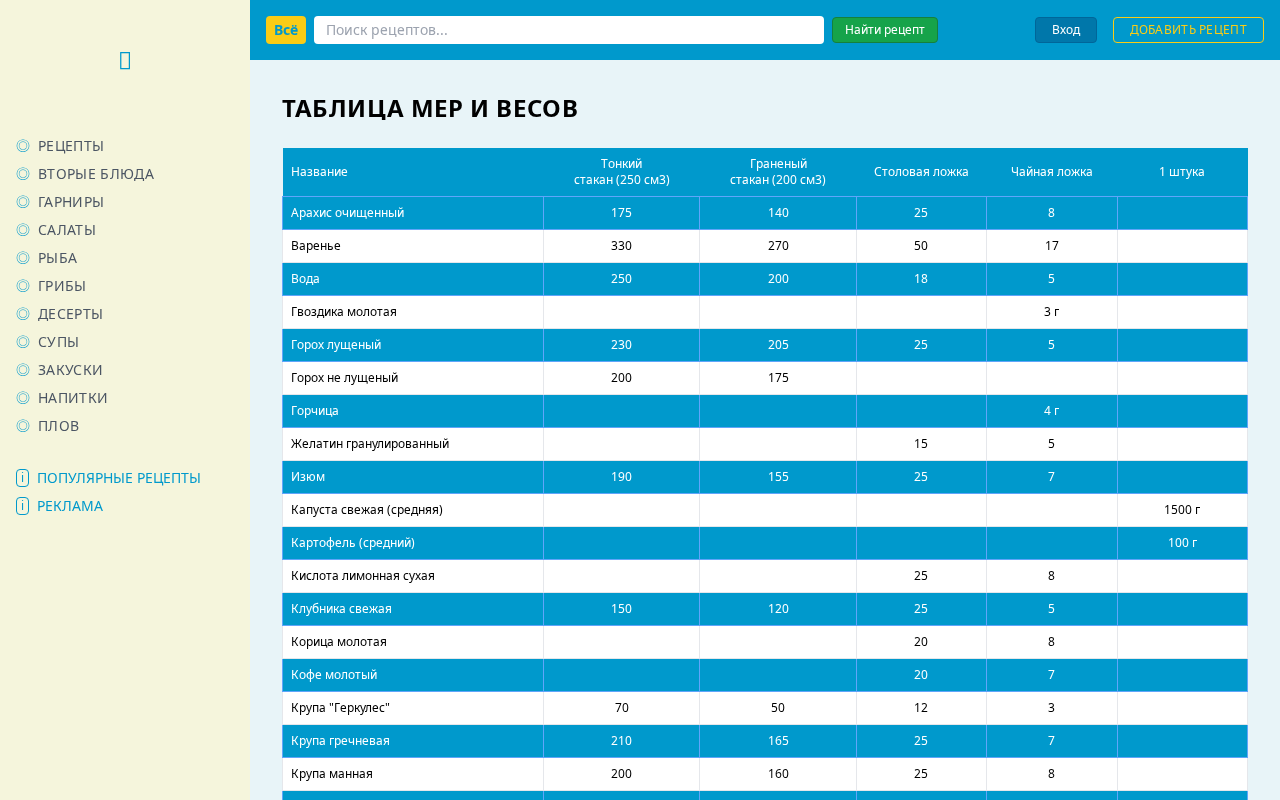 Всё
Поиск рецептов...
Найти рецепт
Вход
ДОБАВИТЬ РЕЦЕПТ
РЕЦЕПТЫ
ВТОРЫЕ БЛЮДА
ГАРНИРЫ
САЛАТЫ
РЫБА
ГРИБЫ
ДЕСЕРТЫ
СУПЫ
ЗАКУСКИ
НАПИТКИ
ПЛОВ
ПОПУЛЯРНЫЕ РЕЦЕПТЫ
РЕКЛАМА
ТАБЛИЦА МЕР И ВЕСОВ
Название Тонкий стакан (250 см3) Граненый стакан (200 см3) Столовая ложка Чайная ложка 1 штука
Арахис очищенный 175 140 25 8
Варенье 330 270 50 17
Вода 250 200 18 5
Гвоздика молотая 3 г
Горох лущеный 230 205 25 5
Горох не лущеный 200 175
Горчица 4 г
Желатин гранулированный 15 5
Изюм 190 155 25 7
Капуста свежая (средняя) 1500 г
Картофель (средний) 100 г
Кислота лимонная сухая 25 8
Клубника свежая 150 120 25 5
Корица молотая 20 8
Кофе молотый 20 7
Крупа "Геркулес" 70 50 12 3
Крупа гречневая 210 165 25 7
Крупа манная 200 160 25 8